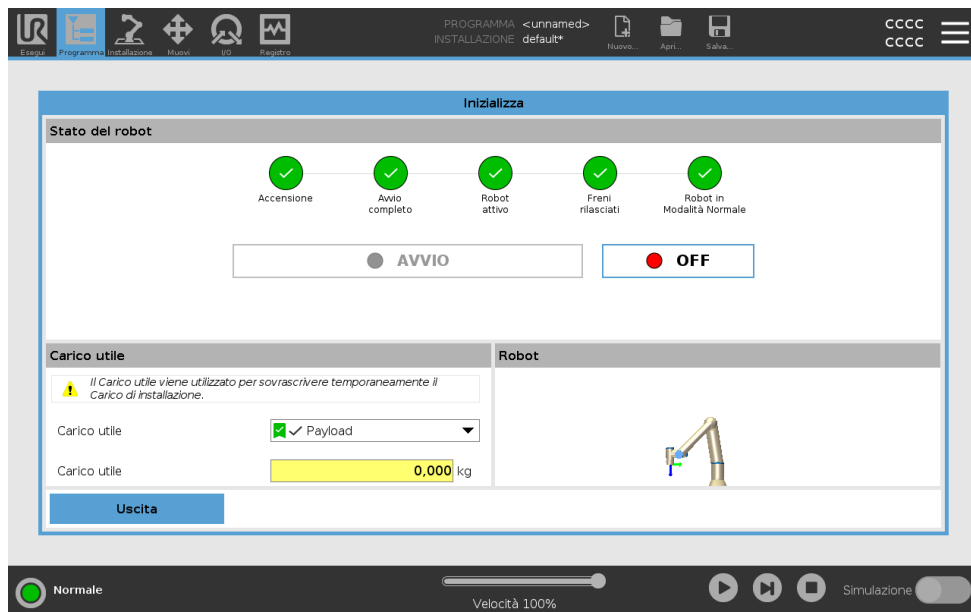 PROGRAMMA <unnamed>
INSTALLAZIONE default*
CCCC
CCCC
Esegui Programma Installazione Muovi I/O Registro Nuovo... Apri... Salva...
Inizializza
Stato del robot
Accensione
Avvio
completo
Robot
attivo
Freni
rilasciati
Robot in
Modalità Normale
AVVIO
OFF
Carico utile
Robot
Il Carico utile viene utilizzato per sovrascrivere temporaneamente il
Carico di installazione.
Carico utile Payload
Carico utile 0,000 kg
Uscita
Normale
Velocità 100%
Simulazione